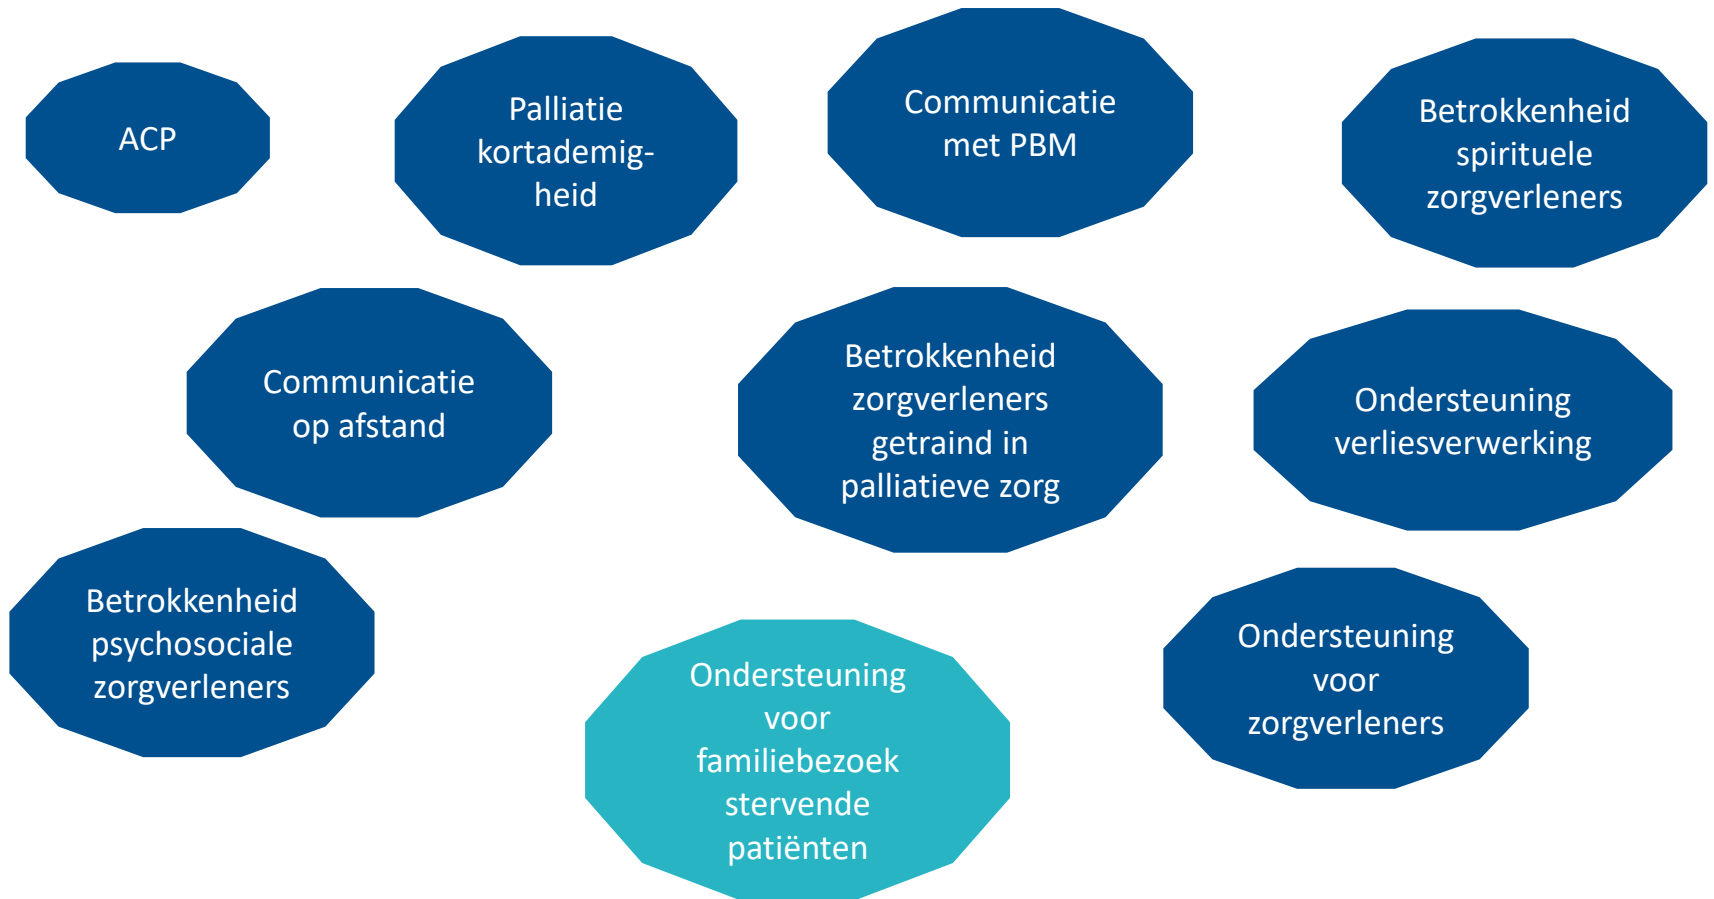 ACP
Palliatie
kortademig-
heid
Communicatie
met PBM
Betrokkenheid
spirituele
zorgverleners
Communicatie
op afstand
Betrokkenheid
zorgverleners
getraind in
palliatieve zorg
Ondersteuning
verliesverwerking
Betrokkenheid
psychosociale
zorgverleners
Ondersteuning
voor
familiebezoek
stervende
patiënten
Ondersteuning
voor
zorgverleners